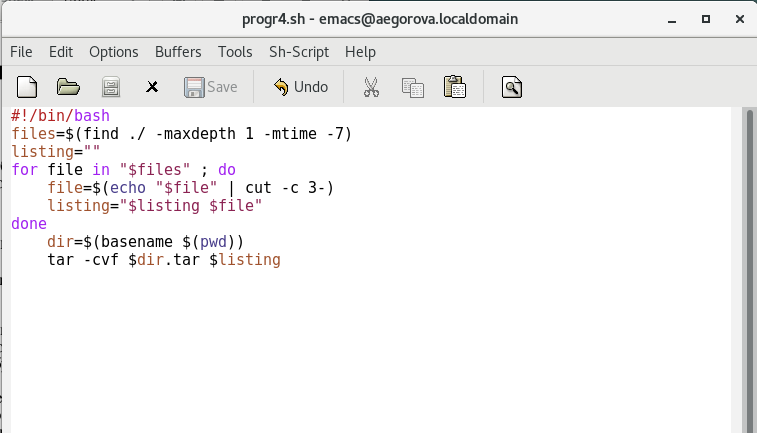 progr4.sh - emacs@aegorova.localdomain
File Edit Options Buffers Tools Sh-Script Help
Save Undo
#!/bin/bash
files=$(find ./ -maxdepth 1 -mtime -7)
listing=""
for file in "$files" ; do
    file=$(echo "$file" | cut -c 3-)
    listing="$listing $file"
done
    dir=$(basename $(pwd))
    tar -cvf $dir.tar $listing